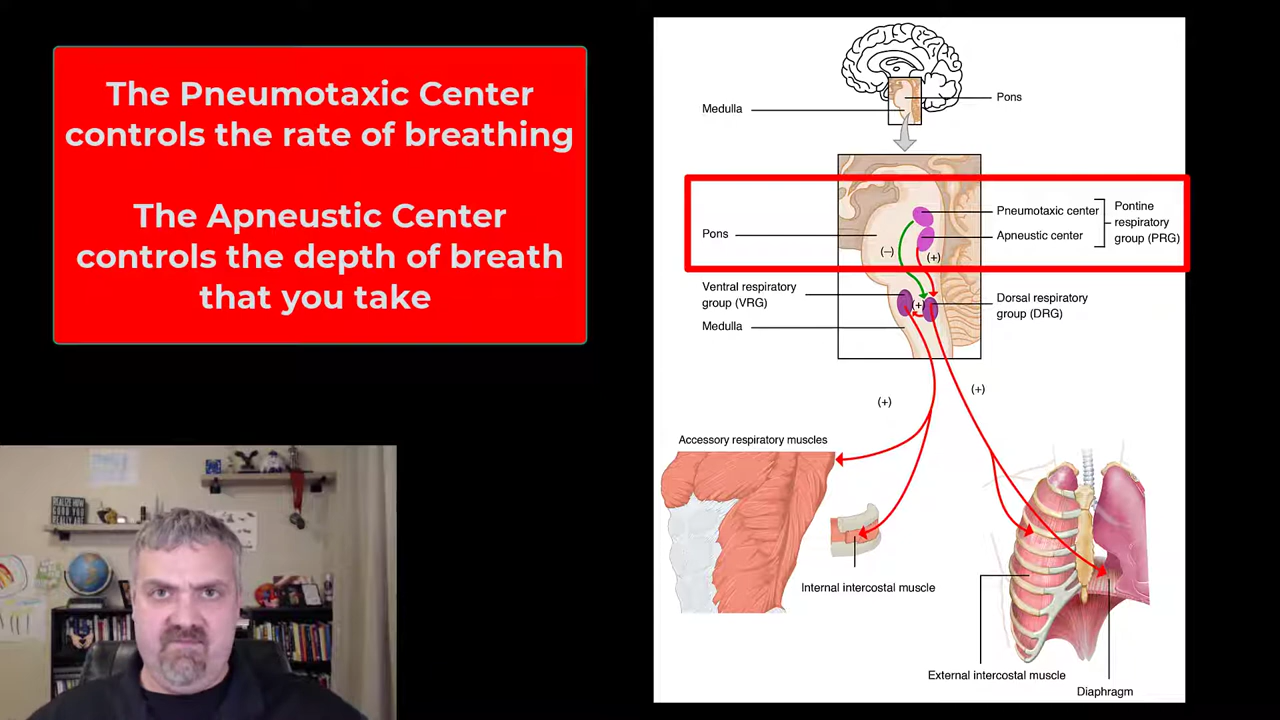 The Pneumotaxic Center
controls the rate of breathing
The Apneustic Center
controls the depth of breath
that you take
Medulla
Pons
Pons
Pneumotaxic center
Apneustic center
Pontine
respiratory
group (PRG)
(–)
(+)
Ventral respiratory
group (VRG)
(+)
Dorsal respiratory
group (DRG)
Medulla
(+)
(+)
Accessory respiratory muscles
Internal intercostal muscle
External intercostal muscle
Diaphragm